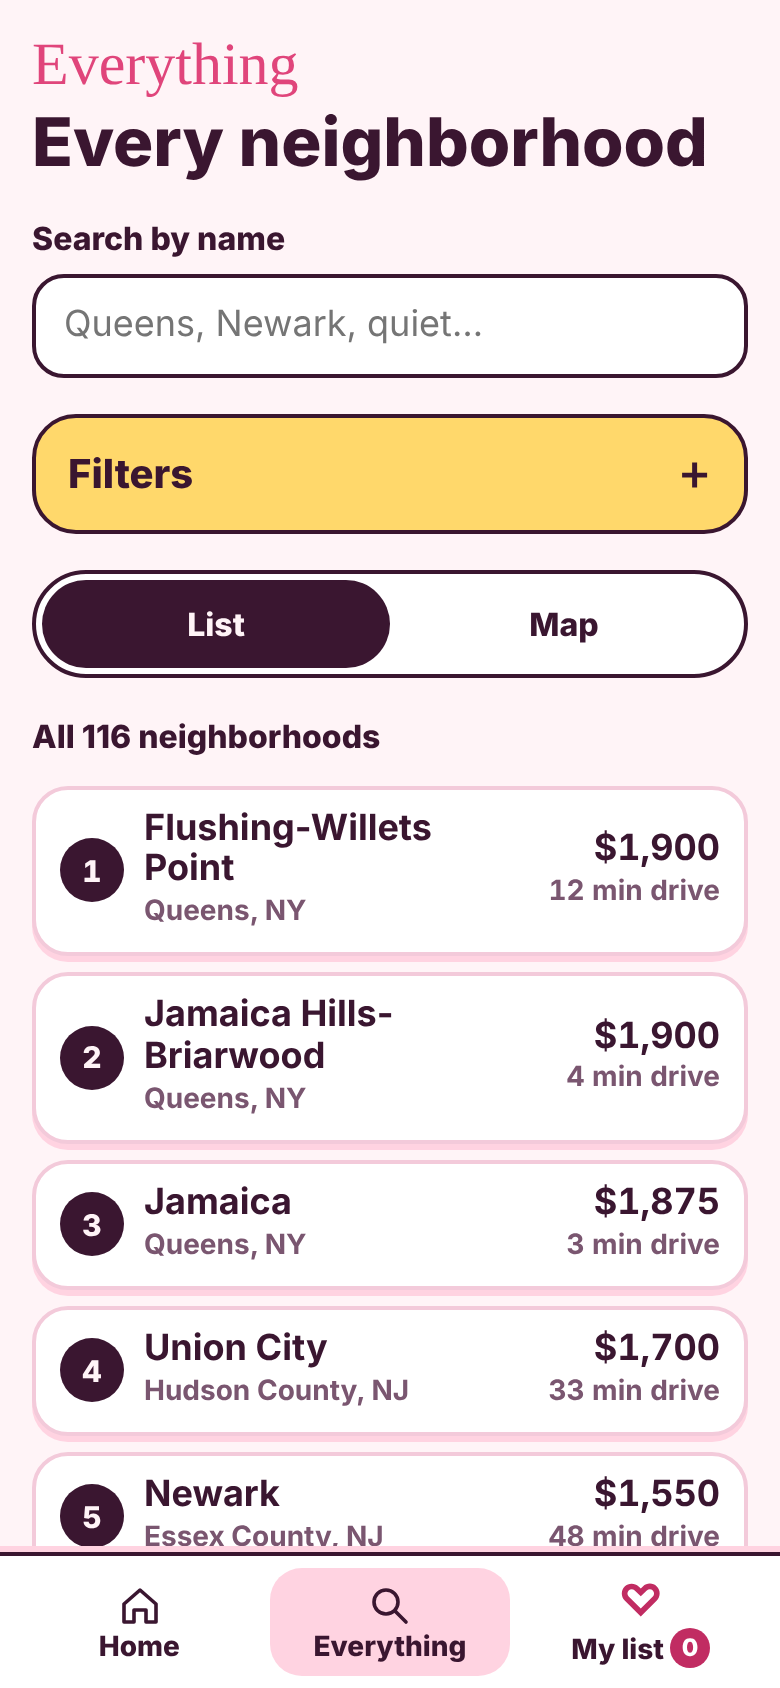 Everything
Every neighborhood
Search by name
Queens, Newark, quiet...
Filters +
List Map
All 116 neighborhoods
1
Flushing-Willets
Point
Queens, NY
$1,900
12 min drive
2
Jamaica Hills-
Briarwood
Queens, NY
$1,900
4 min drive
3
Jamaica
Queens, NY
$1,875
3 min drive
4
Union City
Hudson County, NJ
$1,700
33 min drive
5
Newark
Essex County, NJ
$1,550
48 min drive
Home
Everything
My list 0